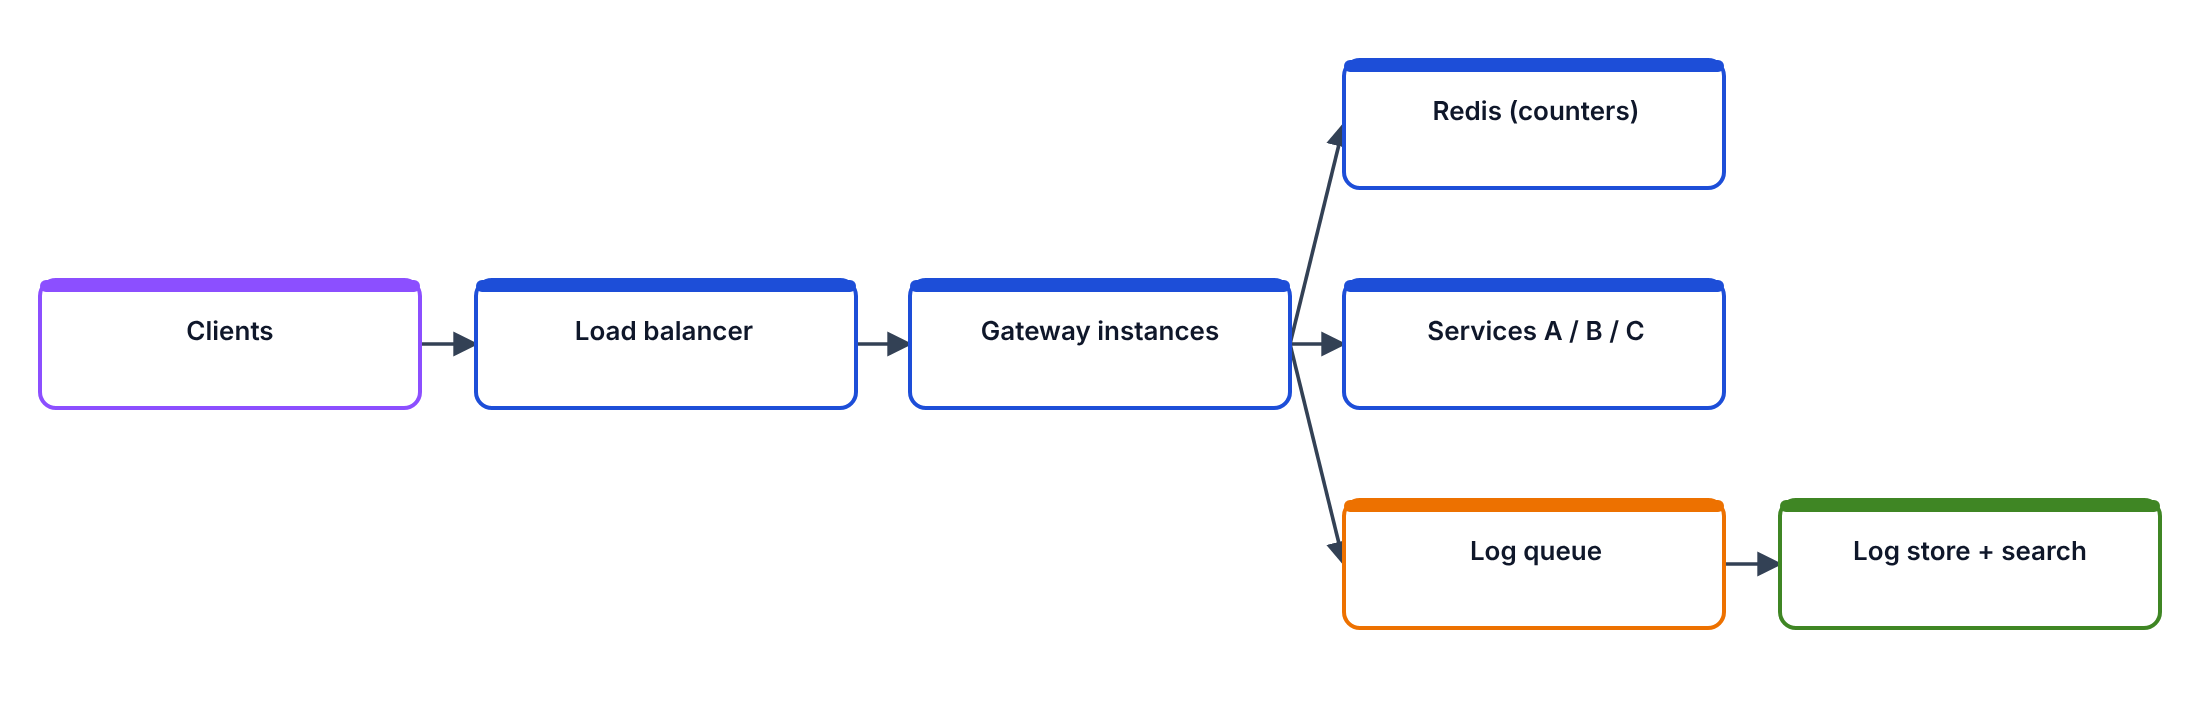 Redis (counters)
Clients
Load balancer
Gateway instances
Services A / B / C
Log queue
Log store + search